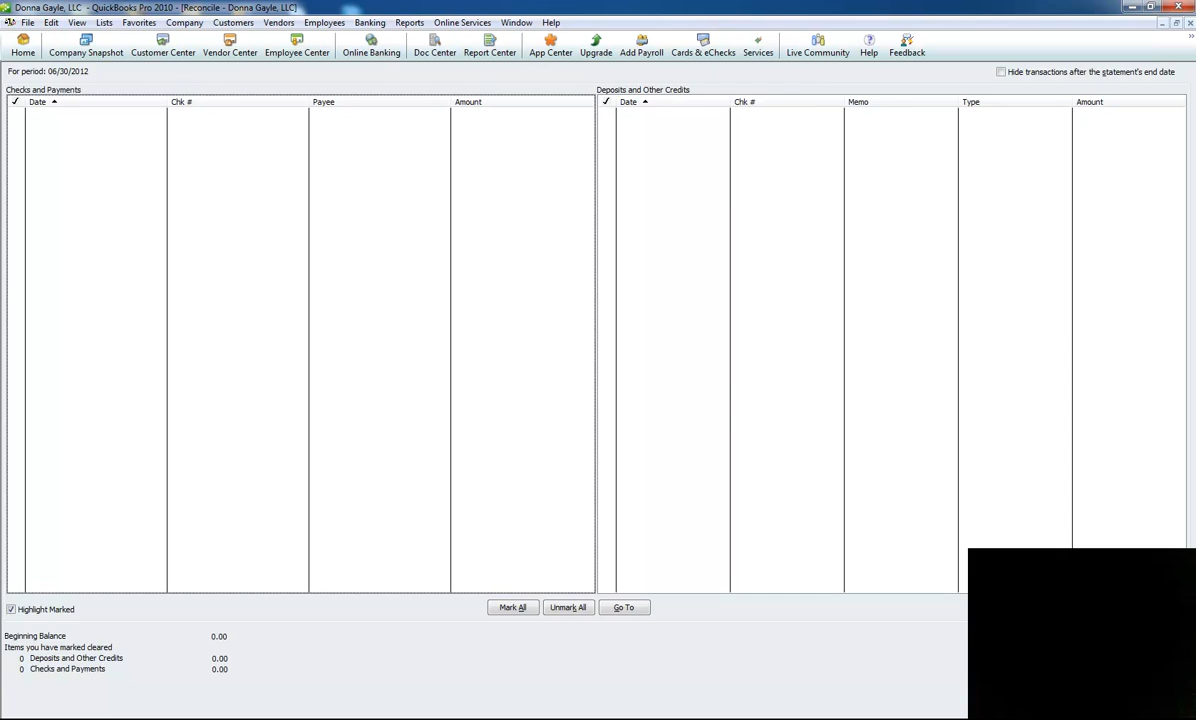 Donna Gayle, LLC - QuickBooks Pro 2010 - [Reconcile - Donna Gayle, LLC]
File Edit View Lists Favorites Company Customers Vendors Employees Banking Reports Online Services Window Help
Home Company Snapshot Customer Center Vendor Center Employee Center Online Banking Doc Center Report Center App Center Upgrade Add Payroll Cards & eChecks Services Live Community Help Feedback
For period: 06/30/2012 Hide transactions after the statement's end date
Checks and Payments Deposits and Other Credits
✓ Date Chk # Payee Amount ✓ Date Chk # Memo Type Amount
Highlight Marked Mark All Unmark All Go To
Beginning Balance 0.00
Items you have marked cleared
0 Deposits and Other Credits 0.00
0 Checks and Payments 0.00